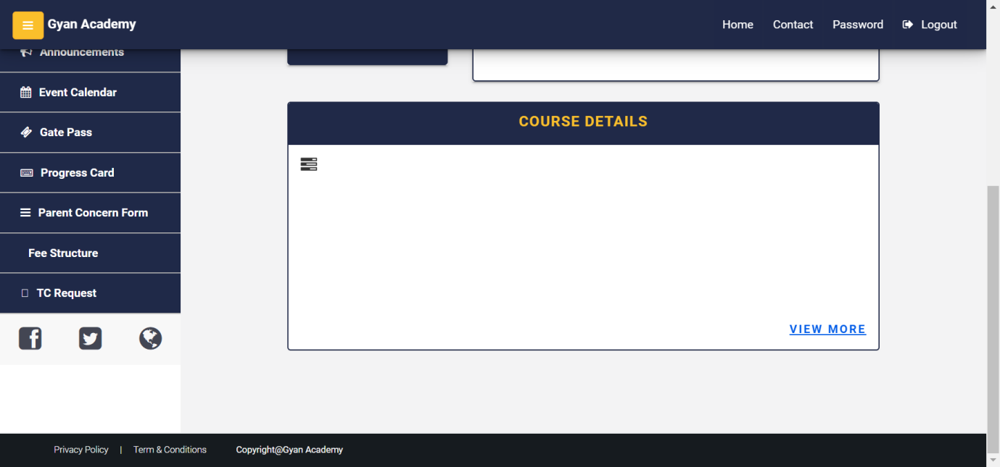 Gyan Academy
Home Contact Password Logout
Announcements
Event Calendar
Gate Pass
Progress Card
Parent Concern Form
Fee Structure
TC Request
COURSE DETAILS
VIEW MORE
Privacy Policy | Term & Conditions Copyright@Gyan Academy